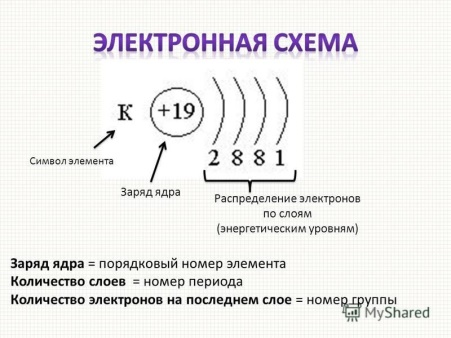 ЭЛЕКТРОННАЯ СХЕМА
K +19
2 8 8 1
Символ элемента
Заряд ядра
Распределение электронов
по слоям
(энергетическим уровням)
Заряд ядра = порядковый номер элемента
Количество слоев = номер периода
Количество электронов на последнем слое = номер группы
MyShared